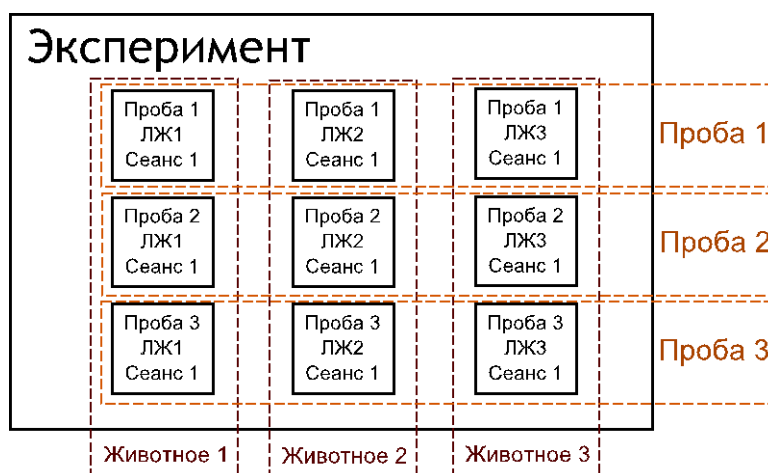 Эксперимент
Проба 1
ЛЖ1
Сеанс 1
Проба 1
ЛЖ2
Сеанс 1
Проба 1
ЛЖ3
Сеанс 1
Проба 1
Проба 2
ЛЖ1
Сеанс 1
Проба 2
ЛЖ2
Сеанс 1
Проба 2
ЛЖ3
Сеанс 1
Проба 2
Проба 3
ЛЖ1
Сеанс 1
Проба 3
ЛЖ2
Сеанс 1
Проба 3
ЛЖ3
Сеанс 1
Проба 3
Животное 1
Животное 2
Животное 3